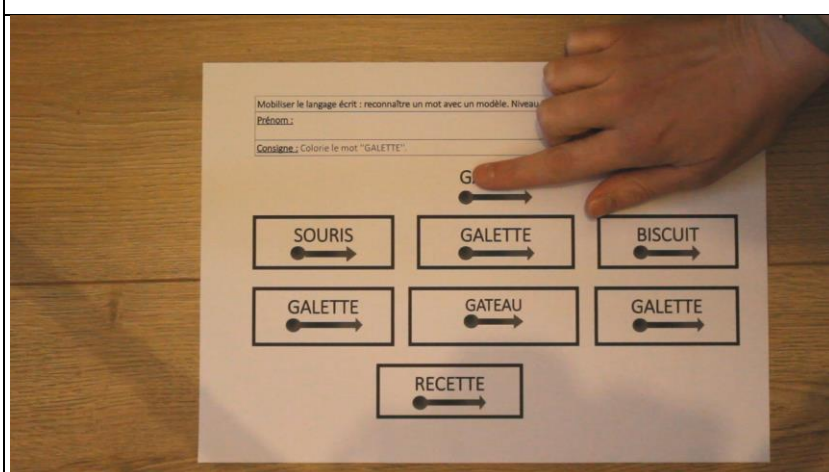 Mobiliser le langage écrit : reconnaître un mot avec un modèle. Niveau
Prénom :
Consigne : Colorie le mot "GALETTE".
SOURIS GALETTE BISCUIT
GALETTE GATEAU GALETTE
RECETTE